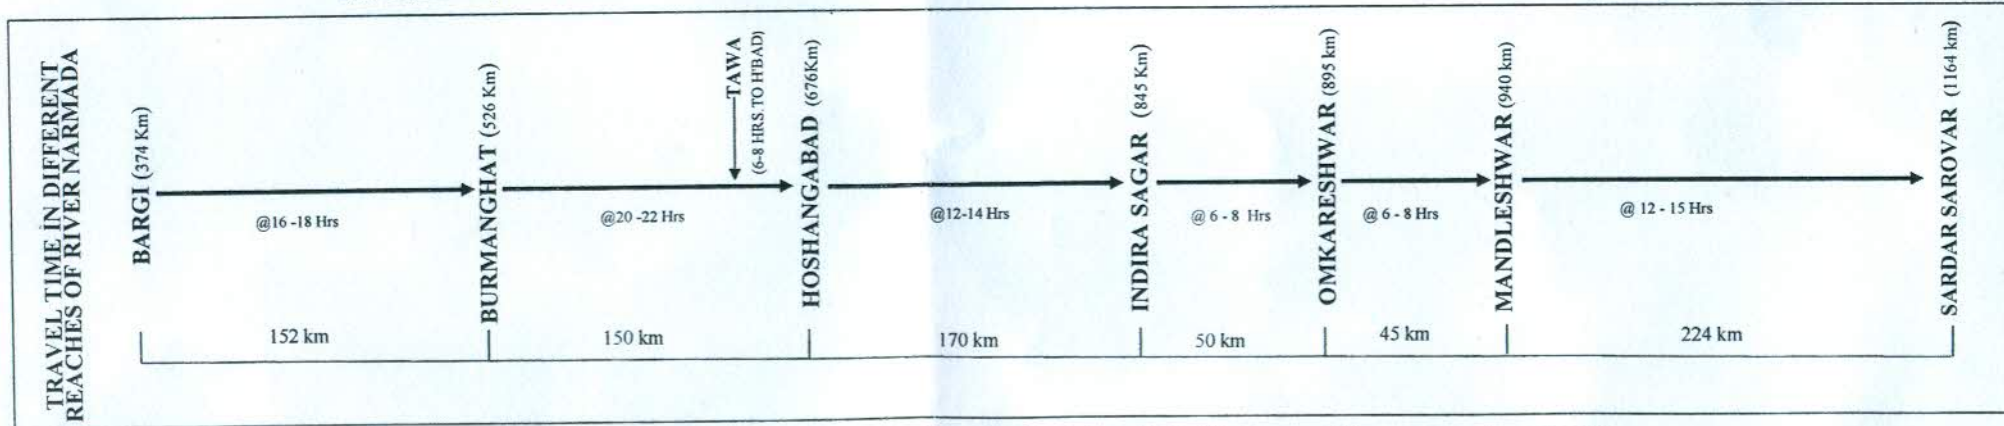 TRAVEL TIME IN DIFFERENT
REACHES OF RIVER NARMADA
BARGI (374 Km)
@16 -18 Hrs
BURMANGHAT (526 Km)
@20 -22 Hrs
TAWA
(6-8 HRS. TO H'BAD)
HOSHANGABAD (676Km)
@12-14 Hrs
INDIRA SAGAR (845 Km)
@ 6 - 8 Hrs
OMKARESHWAR (895 km)
@ 6 - 8 Hrs
MANDLESHWAR (940 km)
@ 12 - 15 Hrs
SARDAR SAROVAR (1164 km)
152 km
150 km
170 km
50 km
45 km
224 km